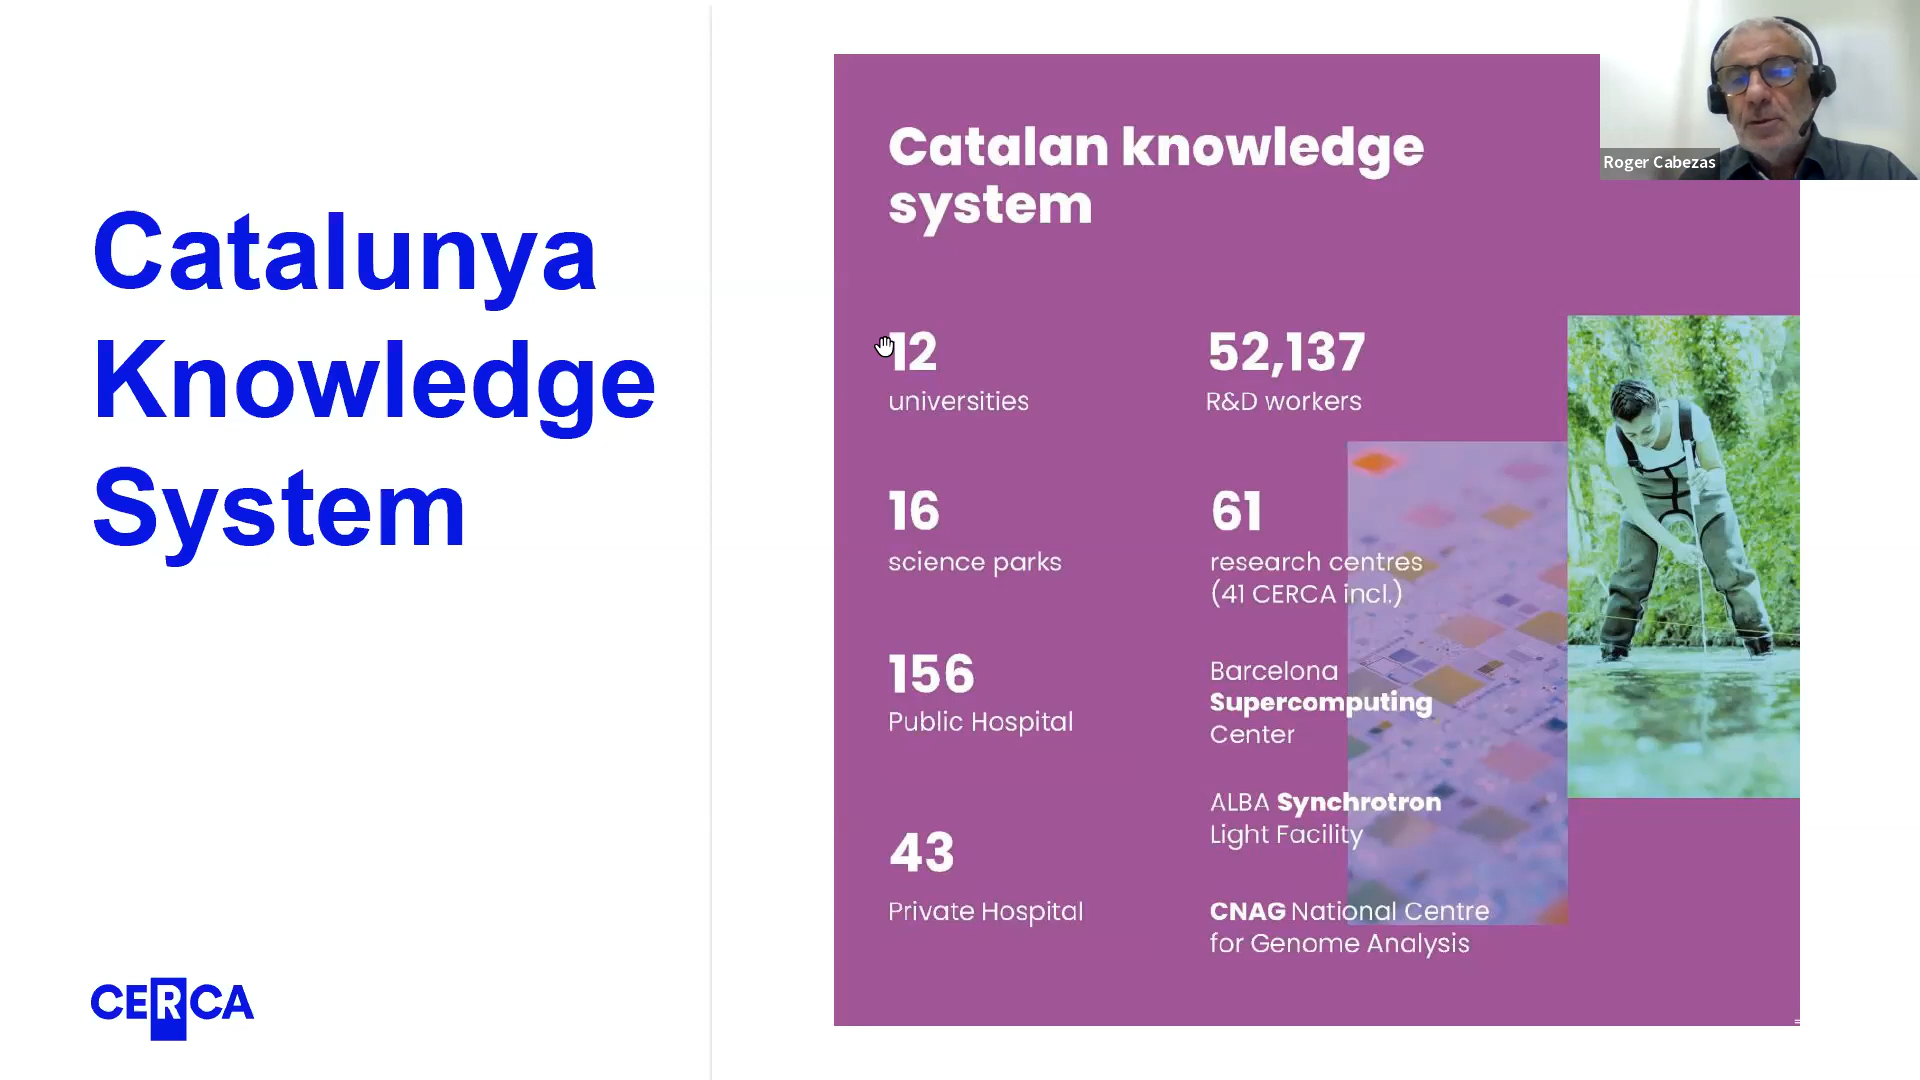 Catalunya
Knowledge
System
CERCA
Catalan knowledge
system
12
universities
52,137
R&D workers
16
science parks
61
research centres
(41 CERCA incl.)
156
Public Hospital
Barcelona
Supercomputing
Center
43
Private Hospital
ALBA Synchrotron
Light Facility
CNAG National Centre
for Genome Analysis
Roger Cabezas